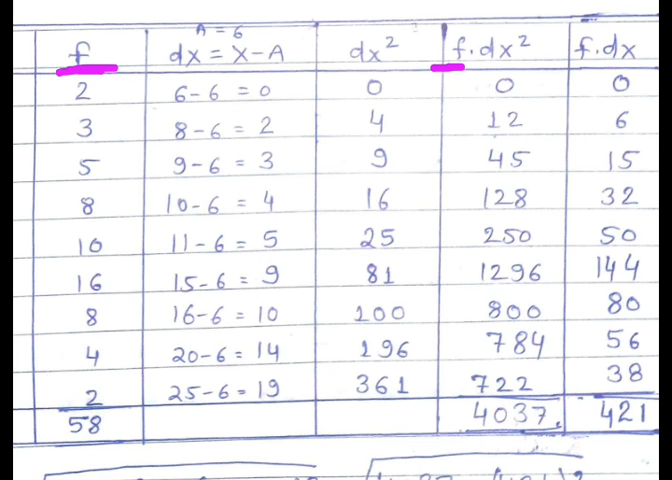 A = 6
f dx = X-A dx² f.dx² f.dx
2 6-6 = 0 0 0 0
3 8-6 = 2 4 12 6
5 9-6 = 3 9 45 15
8 10-6 = 4 16 128 32
10 11-6 = 5 25 250 50
16 15-6 = 9 81 1296 144
8 16-6 = 10 100 800 80
4 20-6 = 14 196 784 56
2 25-6 = 19 361 722 38
58 4037. 421